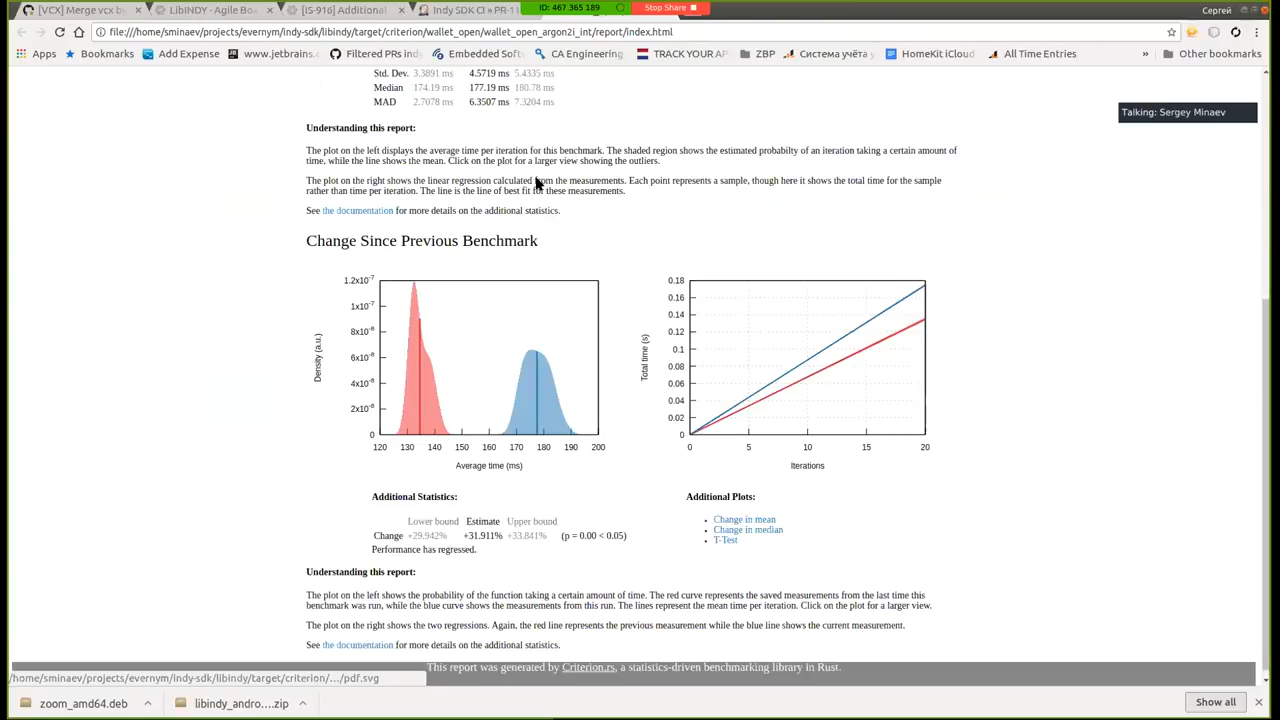 [VCX] Merge vcx b
LibINDY - Agile Boa
[IS-916] Additional
Indy SDK CI » PR-11
ID: 467 365 189
Stop Share
Сергей
file:///home/sminaev/projects/evernym/indy-sdk/libindy/target/criterion/wallet_open/wallet_open_argon2i_int/report/index.html
Apps
Bookmarks
Add Expense
www.jetbrains.c
Filtered PRs ind
Embedded Softw
CA Engineering
TRACK YOUR APP
ZBP
Система учёта у
HomeKit iCloud
All Time Entries
»
Other bookmarks
Talking: Sergey Minaev
Std. Dev. 3.3891 ms 4.5719 ms 5.4335 ms
Median 174.19 ms 177.19 ms 180.78 ms
MAD 2.7078 ms 6.3507 ms 7.3204 ms
Understanding this report:
The plot on the left displays the average time per iteration for this benchmark. The shaded region shows the estimated probabilty of an iteration taking a certain amount of
time, while the line shows the mean. Click on the plot for a larger view showing the outliers.
The plot on the right shows the linear regression calculated from the measurements. Each point represents a sample, though here it shows the total time for the sample
rather than time per iteration. The line is the line of best fit for these measurements.
See the documentation for more details on the additional statistics.
Change Since Previous Benchmark
1.2x10-7
1x10-7
8x10-8
6x10-8
4x10-8
2x10-8
0
Density (a.u.)
120 130 140 150 160 170 180 190 200
Average time (ms)
0.18
0.16
0.14
0.12
0.1
0.08
0.06
0.04
0.02
0
Total time (s)
0 5 10 15 20
Iterations
Additional Statistics:
Lower bound Estimate Upper bound
Change +29.942% +31.911% +33.841% (p = 0.00 < 0.05)
Performance has regressed.
Additional Plots:
Change in mean
Change in median
T-Test
Understanding this report:
The plot on the left shows the probability of the function taking a certain amount of time. The red curve represents the saved measurements from the last time this
benchmark was run, while the blue curve shows the measurements from this run. The lines represent the mean time per iteration. Click on the plot for a larger view.
The plot on the right shows the two regressions. Again, the red line represents the previous measurement while the blue line shows the current measurement.
See the documentation for more details on the additional statistics.
This report was generated by Criterion.rs, a statistics-driven benchmarking library in Rust.
/home/sminaev/projects/evernym/indy-sdk/libindy/target/criterion/.../pdf.svg
zoom_amd64.deb
libindy_andro....zip
Show all